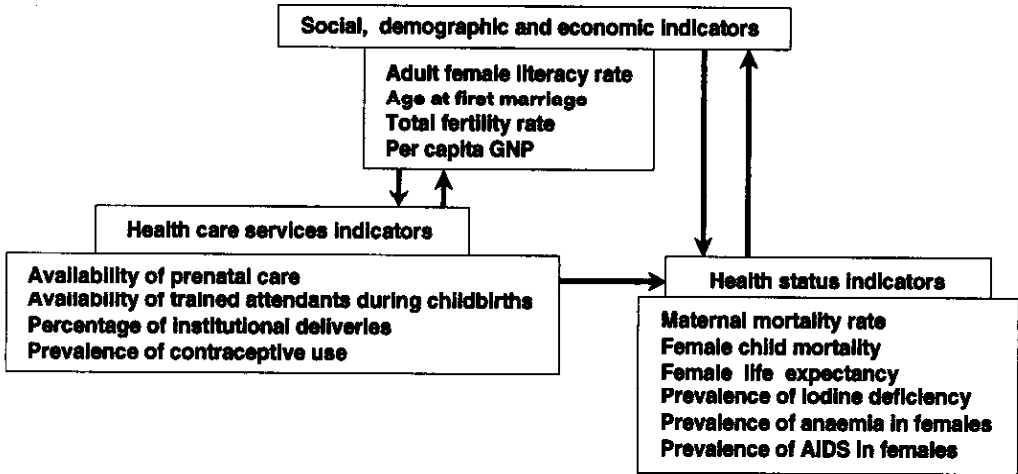 Social, demographic and economic indicators
Adult female literacy rate
Age at first marriage
Total fertility rate
Per capita GNP
Health care services indicators
Availability of prenatal care
Availability of trained attendants during childbirths
Percentage of institutional deliveries
Prevalence of contraceptive use
Health status indicators
Maternal mortality rate
Female child mortality
Female life expectancy
Prevalence of iodine deficiency
Prevalence of anaemia in females
Prevalence of AIDS in females